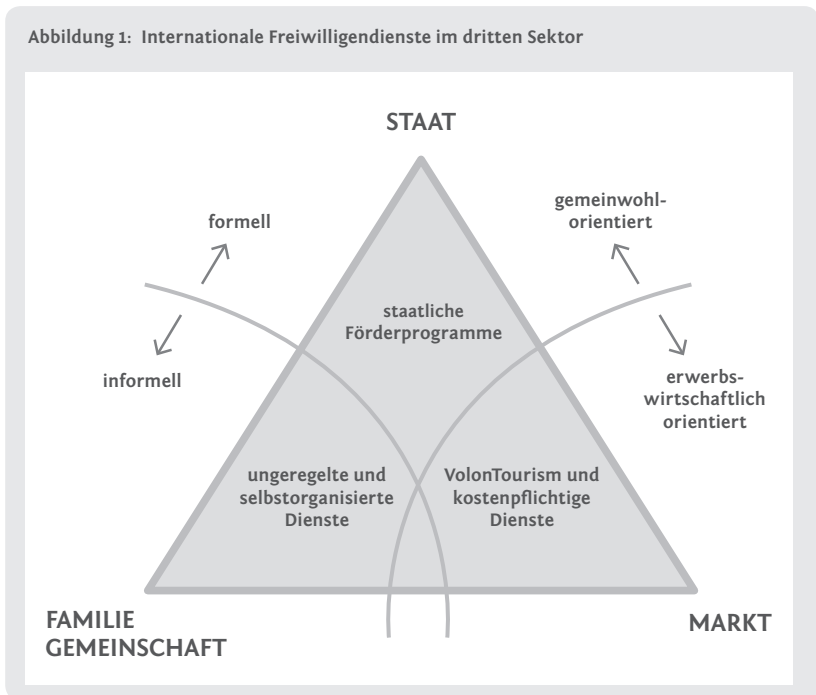 Abbildung 1: Internationale Freiwilligendienste im dritten Sektor
STAAT
formell
gemeinwohl-
orientiert
staatliche
Förderprogramme
informell
erwerbs-
wirtschaftlich
orientiert
ungeregelte und
selbstorganisierte
Dienste
VolonTourism und
kostenpflichtige
Dienste
FAMILIE
GEMEINSCHAFT
MARKT